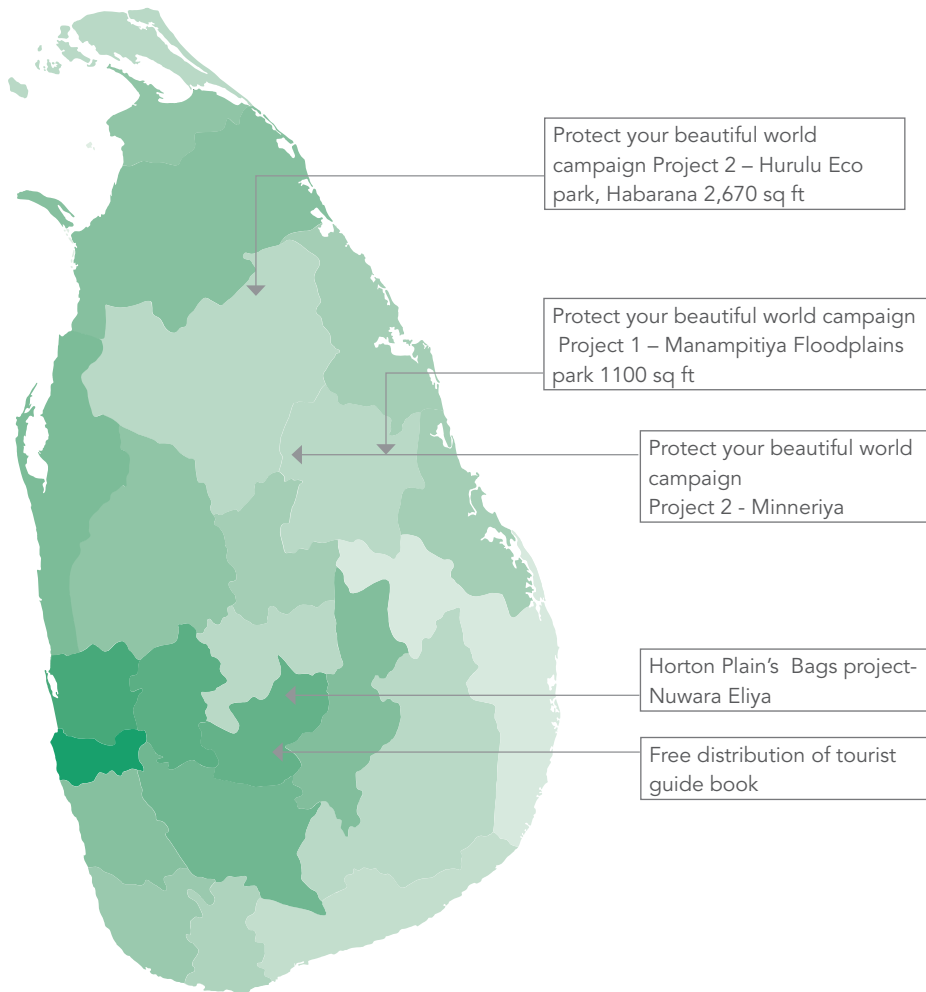 Protect your beautiful world
campaign Project 2 – Hurulu Eco
park, Habarana 2,670 sq ft
Protect your beautiful world campaign
Project 1 – Manampitiya Floodplains
park 1100 sq ft
Protect your beautiful world
campaign
Project 2 - Minneriya
Horton Plain's  Bags project-
Nuwara Eliya
Free distribution of tourist
guide book